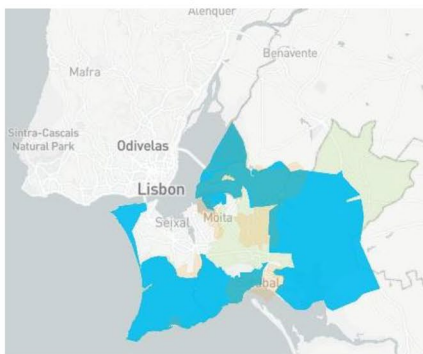 Alenquer
Benavente
Mafra
Sintra-Cascais
Natural Park
Odivelas
Lisbon
Moita
Seixal